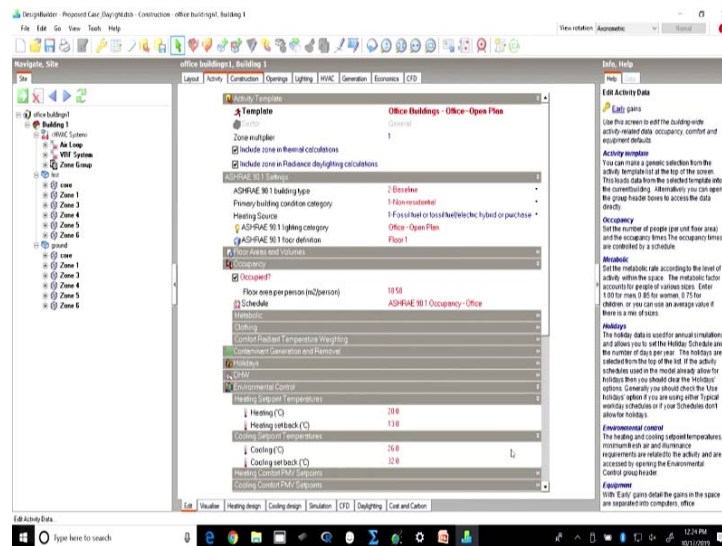 DesignBuilder - Proposed Case_Daylight.dsb - Construction - office buildingn1, Building 1
File Edit Go View Tools Help
View rotation Axonometric Normal
Navigate, Site
Site
office buildingn1
Building 1
<HVAC System>
Air Loop
VRF System
Zone Group
first
core
Zone 1
Zone 3
Zone 4
Zone 5
Zone 6
ground
core
Zone 1
Zone 3
Zone 4
Zone 5
Zone 6
office buildingn1, Building 1
Layout Activity Construction Openings Lighting HVAC Generation Economics CFD
Activity Template
Template Office Buildings - Office-Open Plan
Sector General
Zone multiplier 1
Include zone in thermal calculations
Include zone in Radiance daylighting calculations
ASHRAE 90.1 Settings
ASHRAE 90.1 building type 2-Baseline
Primary building condition category 1-Non-residential
Heating Source 1-Fossil fuel or fossil fuel/electric hybrid or purchase
ASHRAE 90.1 lighting category Office - Open Plan
ASHRAE 90.1 floor definition Floor 1
Floor Areas and Volumes
Occupancy
Occupied?
Floor area per person (m2/person) 18.58
Schedule ASHRAE 90.1 Occupancy - Office
Metabolic
Clothing
Comfort Radiant Temperature Weighting
Contaminant Generation and Removal
Holidays
DHW
Environmental Control
Heating Setpoint Temperatures
Heating (°C) 20.0
Heating set back (°C) 13.0
Cooling Setpoint Temperatures
Cooling (°C) 26.0
Cooling set back (°C) 32.0
Heating Comfort PMV Setpoints
Cooling Comfort PMV Setpoints
Edit Visualise Heating design Cooling design Simulation CFD Daylighting Cost and Carbon
Info, Help
Help Data
Edit Activity Data
Early gains
Use this screen to edit the building-wide
activity-related data: occupancy, comfort and
equipment defaults.
Activity template
You can make a generic selection from the
activity template list at the top of the screen.
This loads data from the selected template into
the current building. Alternatively you can open
the group header boxes to access the data
directly.
Occupancy
Set the number of people (per unit floor area)
and the occupancy times. The occupancy times
are controlled by a schedule.
Metabolic
Set the metabolic rate according to the level of
activity within the space. The metabolic factor
accounts for people of various sizes. Enter
1.00 for men, 0.85 for women, 0.75 for
children, or you can use an average value if
there is a mix of sizes.
Holidays
The holiday data is used for annual simulations
and allows you to set the Holiday Schedule and
the number of days per year. The holidays are
selected from the top of the list. If the activity
schedules used in the model already allow for
holidays then you should clear the 'Holidays'
options. Generally you should check the 'Use
holidays' option if you are using either Typical
workday schedules or if your Schedules don't
allow for holidays.
Environmental control
The heating and cooling setpoint temperatures,
minimum fresh air and illuminance
requirements are related to the activity and are
accessed by opening the Environmental
Control group header.
Equipment
With 'Early' gains detail the gains in the space
are separated into computers, office
Edit Activity Data
Type here to search
12:24 PM
10/17/2019